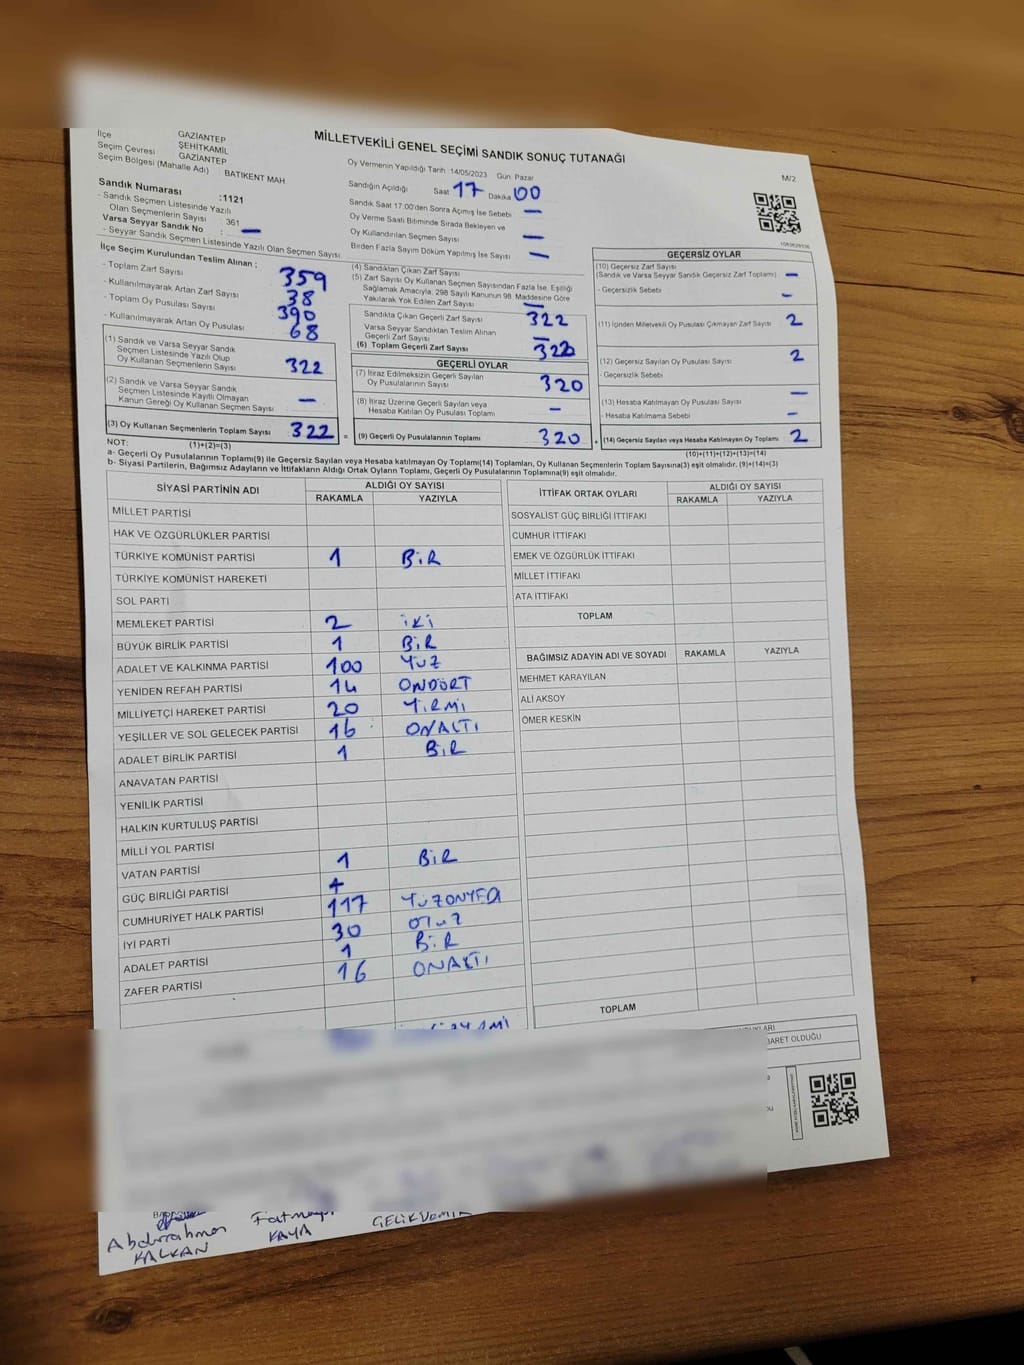 MİLLETVEKİLİ GENEL SEÇİMİ SANDIK SONUÇ TUTANAĞI
M/2
İlçe GAZİANTEP
ŞEHİTKAMİL
Seçim Çevresi GAZİANTEP
Seçim Bölgesi (Mahalle Adı) BATIKENT MAH
Sandık Numarası :1121
- Sandık Seçmen Listesinde Yazılı
Olan Seçmenlerin Sayısı : 361
Varsa Seyyar Sandık No : —
- Seyyar Sandık Seçmen Listesinde Yazılı Olan Seçmen Sayısı:
Oy Vermenin Yapıldığı Tarih :14/05/2023 Gün: Pazar
Sandığın Açıldığı Saat 17 Dakika 00
Sandık Saat 17:00'den Sonra Açılmış İse Sebebi —
Oy Verme Saati Bitiminde Sırada Bekleyen ve
Oy Kullandırılan Seçmen Sayısı —
Birden Fazla Sayım Döküm Yapılmış İse Sayısı —
İlçe Seçim Kurulundan Teslim Alınan ;
- Toplam Zarf Sayısı 359
- Kullanılmayarak Artan Zarf Sayısı 38
- Toplam Oy Pusulası Sayısı 390
- Kullanılmayarak Artan Oy Pusulası 68
(1) Sandık ve Varsa Seyyar Sandık
Seçmen Listesinde Yazılı Olup
Oy Kullanan Seçmenlerin Sayısı 322
(2) Sandık ve Varsa Seyyar Sandık
Seçmen Listesinde Kayıtlı Olmayan
Kanun Gereği Oy Kullanan Seçmen Sayısı —
(3) Oy Kullanan Seçmenlerin Toplam Sayısı 322 =
(1)+(2)=(3)
(4) Sandıktan Çıkan Zarf Sayısı
(5) Zarf Sayısı Oy Kullanan Seçmen Sayısından Fazla İse, Eşitliği
Sağlamak Amacıyla; 298 Sayılı Kanunun 98. Maddesine Göre
Yakılarak Yok Edilen Zarf Sayısı —
Sandıkta Çıkan Geçerli Zarf Sayısı 322
Varsa Seyyar Sandıktan Teslim Alınan
Geçerli Zarf Sayısı —
(6) Toplam Geçerli Zarf Sayısı 322
GEÇERLİ OYLAR
(7) İtiraz Edilmeksizin Geçerli Sayılan
Oy Pusulalarının Sayısı 320
(8) İtiraz Üzerine Geçerli Sayılan veya
Hesaba Katılan Oy Pusulası Toplamı —
(9) Geçerli Oy Pusulalarının Toplamı 320
GEÇERSİZ OYLAR
(10) Geçersiz Zarf Sayısı
(Sandık ve Varsa Seyyar Sandık Geçersiz Zarf Toplamı) —
- Geçersizlik Sebebi —
(11) İçinden Milletvekili Oy Pusulası Çıkmayan Zarf Sayısı 2
(12) Geçersiz Sayılan Oy Pusulası Sayısı 2
- Geçersizlik Sebebi
(13) Hesaba Katılmayan Oy Pusulası Sayısı —
- Hesaba Katılmama Sebebi —
(14) Geçersiz Sayılan veya Hesaba Katılmayan Oy Toplamı 2
(10)+(11)+(12)+(13)=(14)
NOT:
a- Geçerli Oy Pusulalarının Toplamı(9) ile Geçersiz Sayılan veya Hesaba katılmayan Oy Toplamı(14) Toplamları, Oy Kullanan Seçmenlerin Toplam Sayısına(3) eşit olmalıdır. (9)+(14)=(3)
b- Siyasi Partilerin, Bağımsız Adayların ve İttifakların Aldığı Ortak Oyların Toplamı, Geçerli Oy Pusulalarının Toplamına(9) eşit olmalıdır.
SİYASİ PARTİNİN ADI ALDIĞI OY SAYISI
RAKAMLA YAZIYLA
MİLLET PARTİSİ
HAK VE ÖZGÜRLÜKLER PARTİSİ
TÜRKİYE KOMÜNİST PARTİSİ 1 BİR
TÜRKİYE KOMÜNİST HAREKETİ
SOL PARTİ
MEMLEKET PARTİSİ 2 İKİ
BÜYÜK BİRLİK PARTİSİ 1 BİR
ADALET VE KALKINMA PARTİSİ 100 YÜZ
YENİDEN REFAH PARTİSİ 14 ONDÖRT
MİLLİYETÇİ HAREKET PARTİSİ 20 YİRMİ
YEŞİLLER VE SOL GELECEK PARTİSİ 16 ONALTI
ADALET BİRLİK PARTİSİ 1 BİR
ANAVATAN PARTİSİ
YENİLİK PARTİSİ
HALKIN KURTULUŞ PARTİSİ
MİLLİ YOL PARTİSİ
VATAN PARTİSİ 1 BİR
GÜÇ BİRLİĞİ PARTİSİ
CUMHURİYET HALK PARTİSİ 117 YÜZONYEDİ
İYİ PARTİ 30 OTUZ
ADALET PARTİSİ 1 BİR
ZAFER PARTİSİ 16 ONALTI
İTTİFAK ORTAK OYLARI ALDIĞI OY SAYISI
RAKAMLA YAZIYLA
SOSYALİST GÜÇ BİRLİĞİ İTTİFAKI
CUMHUR İTTİFAKI
EMEK VE ÖZGÜRLÜK İTTİFAKI
MİLLET İTTİFAKI
ATA İTTİFAKI
TOPLAM
BAĞIMSIZ ADAYIN ADI VE SOYADI RAKAMLA YAZIYLA
MEHMET KARAYILAN
ALİ AKSOY
ÖMER KESKİN
TOPLAM
BARET OLDUĞU
Abdurrahman
KALKAN
Fatma
KAYA